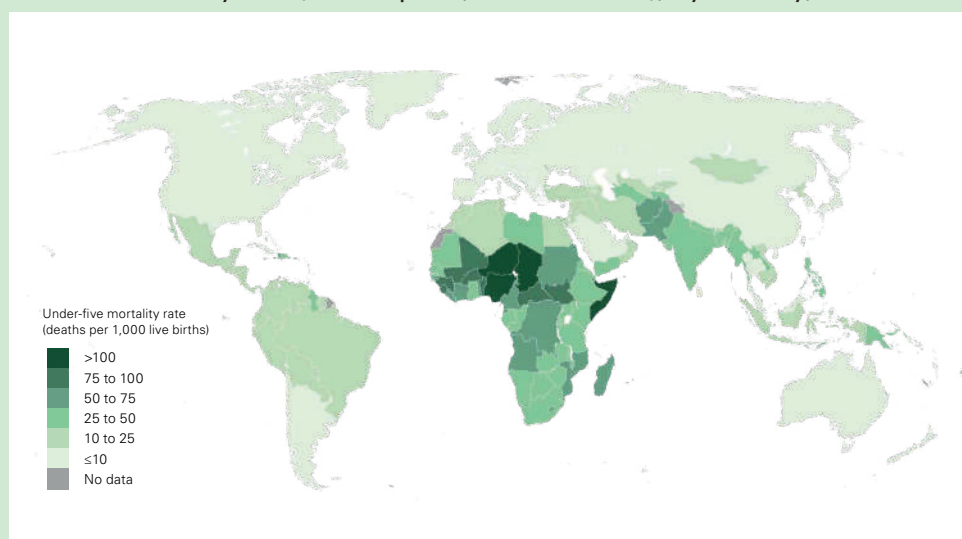 Under-five mortality rate
(deaths per 1,000 live births)
>100
75 to 100
50 to 75
25 to 50
10 to 25
≤10
No data